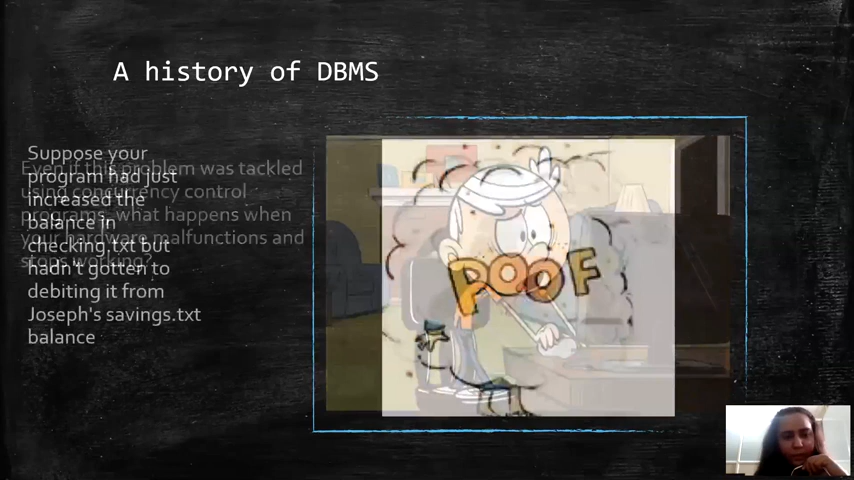 A history of DBMS
Suppose your
program had just
increased the
balance in
checking.txt but
hadn't gotten to
debiting it from
Joseph's savings.txt
balance
Even if this problem was tackled
using concurrency control
programs, what happens when
your hardware malfunctions and
stops working?
POOF